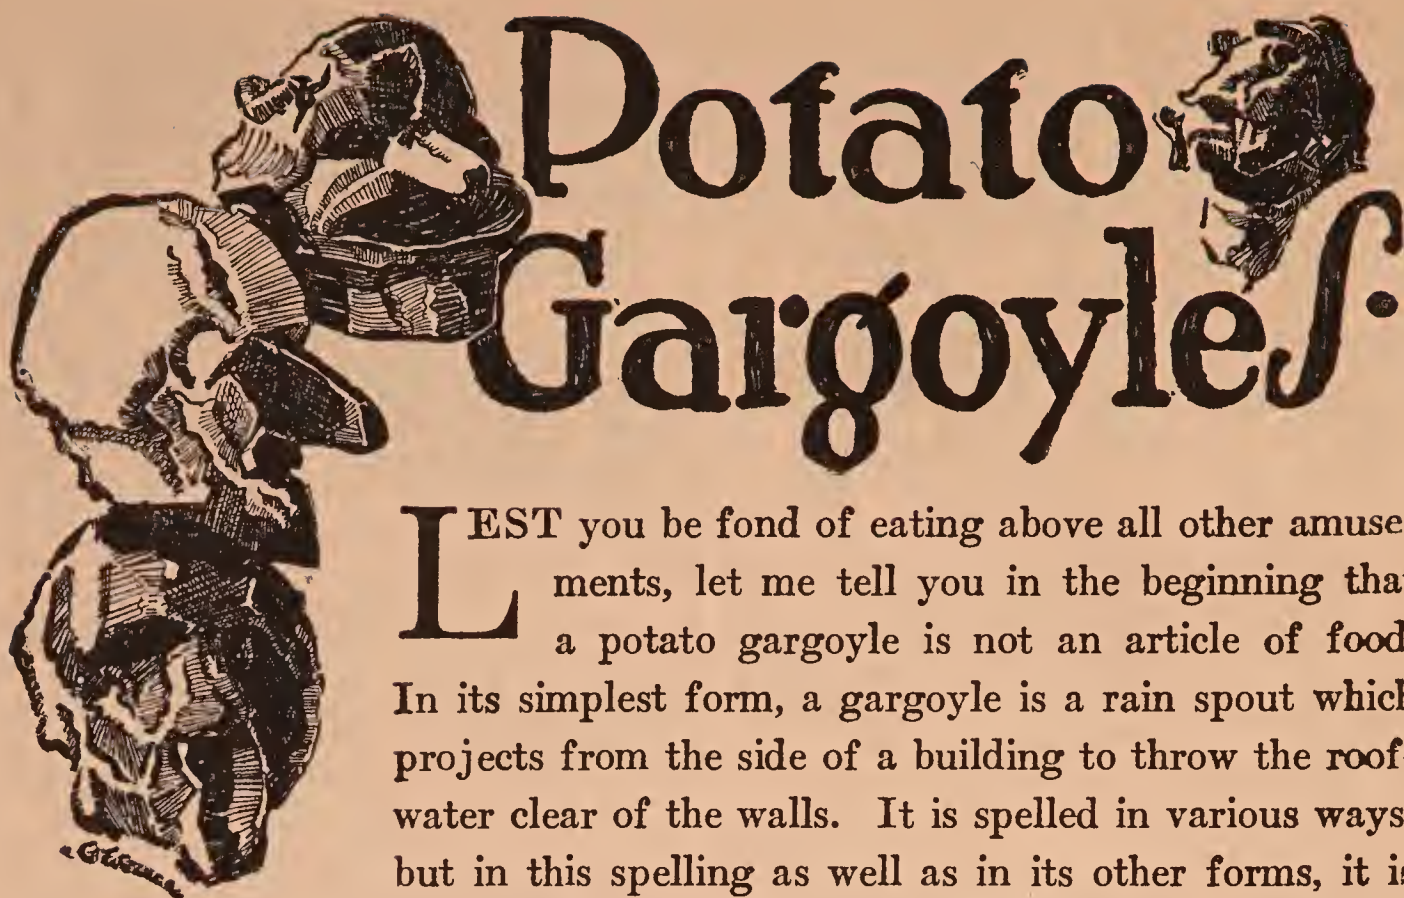 Potato
Gargoyles.
LEST you be fond of eating above all other amuse
ments, let me tell you in the beginning tha
a potato gargoyle is not an article of food
In its simplest form, a gargoyle is a rain spout which
projects from the side of a building to throw the roof-
water clear of the walls. It is spelled in various ways
but in this spelling as well as in its other forms, it is